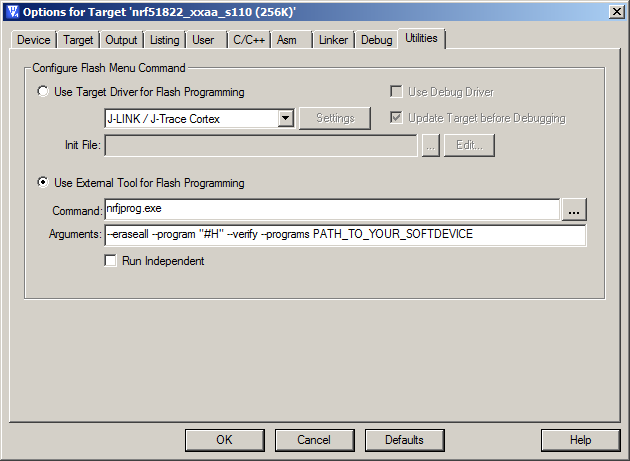 Options for Target 'nrf51822_xxaa_s110 (256K)'
Device Target Output Listing User C/C++ Asm Linker Debug Utilities
Configure Flash Menu Command
Use Target Driver for Flash Programming Use Debug Driver
J-LINK / J-Trace Cortex Settings Update Target before Debugging
Init File: ... Edit...
Use External Tool for Flash Programming
Command: nrfjprog.exe ...
Arguments: --eraseall --program "#H" --verify --programs PATH_TO_YOUR_SOFTDEVICE
Run Independent
OK Cancel Defaults Help